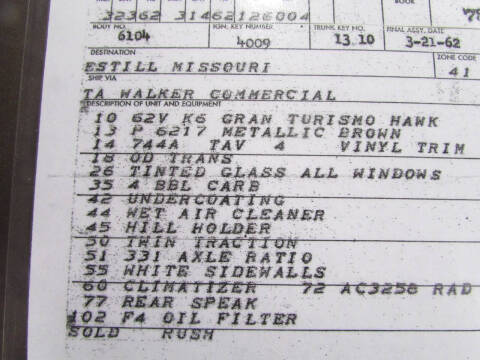 32362 314 62126004
BODY NO. IGN. KEY NUMBER TRUNK KEY NO. FINAL ASSY. DATE
6104 4009 13.10 3-21-62
DESTINATION ZONE CODE
ESTILL MISSOURI 41
SHIP VIA
TA WALKER COMMERCIAL
DESCRIPTION OF UNIT AND EQUIPMENT
10 62V K6 GRAN TURISMO HAWK
13 P 6217 METALLIC BROWN
14 744A TAV 4 VINYL TRIM
18 OD TRANS
26 TINTED GLASS ALL WINDOWS
35 4 BBL CARB
42 UNDERCOATING
44 WET AIR CLEANER
45 HILL HOLDER
50 TWIN TRACTION
51 331 AXLE RATIO
55 WHITE SIDEWALLS
60 CLIMATIZER 72 AC3258 RAD
77 REAR SPEAK
102 F4 OIL FILTER
SOLD RUSH